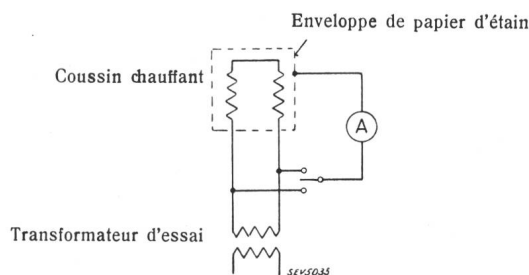 Enveloppe de papier d'étain
Coussin chauffant
A
Transformateur d'essai
SEV5035